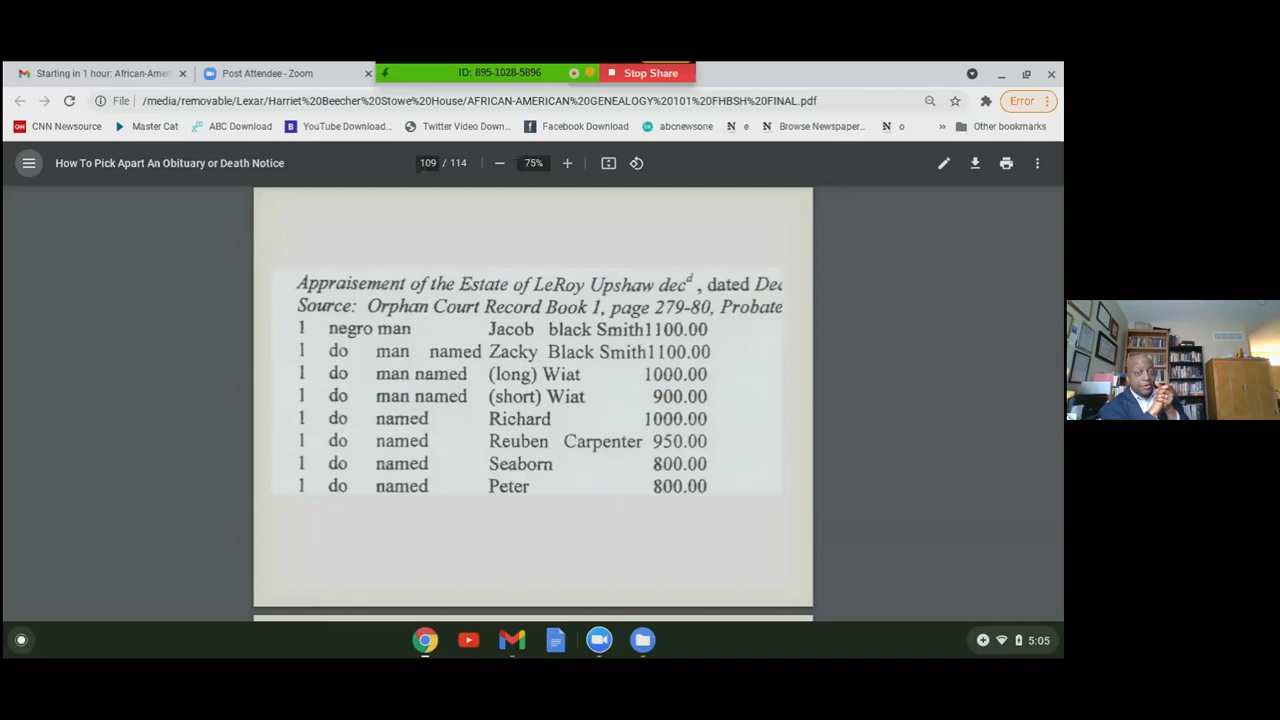 Starting in 1 hour: African-Amer
Post Attendee - Zoom
ID: 895-1028-5896
Stop Share
File
/media/removable/Lexar/Harriet%20Beecher%20Stowe%20House/AFRICAN-AMERICAN%20GENEALOGY%20101%20FHBSH%20FINAL.pdf
Error
CNN Newsource
Master Cat
ABC Download
YouTube Download...
Twitter Video Down...
Facebook Download
abcnewsone
N e
N Browse Newspaper...
N o
»
Other bookmarks
How To Pick Apart An Obituary or Death Notice
109 / 114
75%
Appraisement of the Estate of LeRoy Upshaw decd , dated Dec
Source: Orphan Court Record Book 1, page 279-80, Probate
1 negro man Jacob black Smith1100.00
1 do man named Zacky Black Smith1100.00
1 do man named (long) Wiat 1000.00
1 do man named (short) Wiat 900.00
1 do named Richard 1000.00
1 do named Reuben Carpenter 950.00
1 do named Seaborn 800.00
1 do named Peter 800.00
5:05